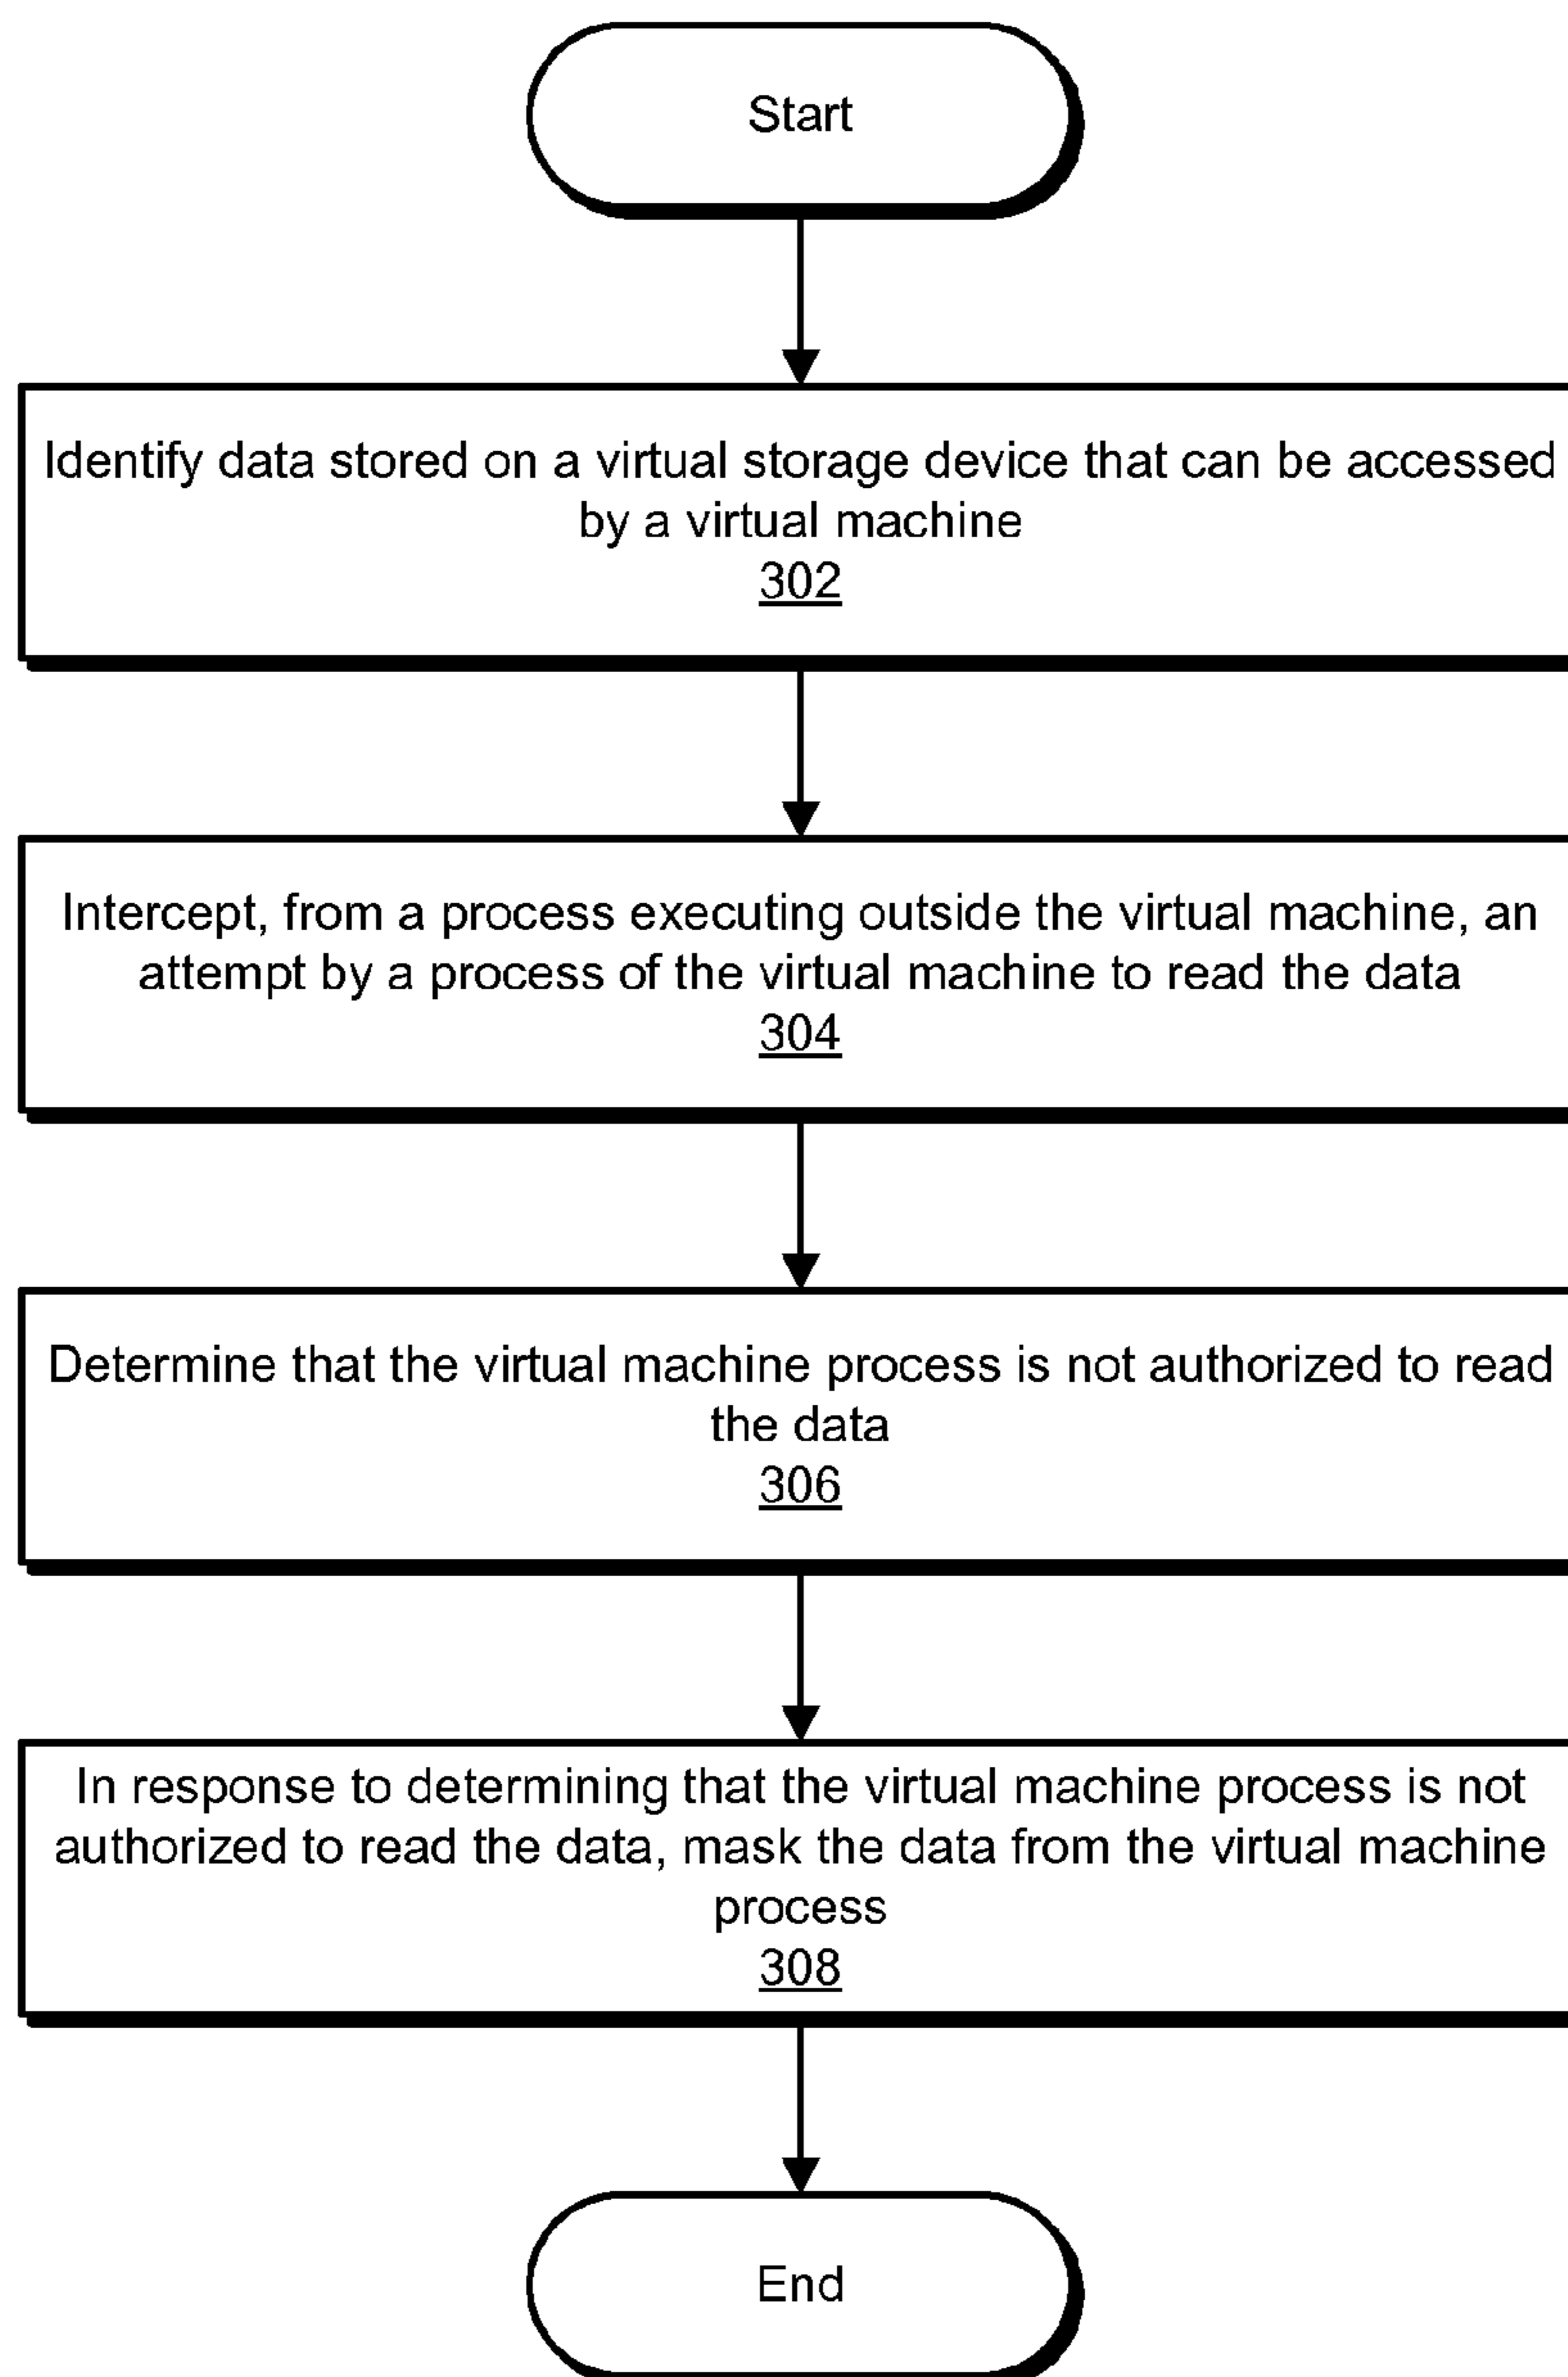 Start
Identify data stored on a virtual storage device that can be accessed
by a virtual machine
302
Intercept, from a process executing outside the virtual machine, an
attempt by a process of the virtual machine to read the data
304
Determine that the virtual machine process is not authorized to read
the data
306
In response to determining that the virtual machine process is not
authorized to read the data, mask the data from the virtual machine
process
308
End